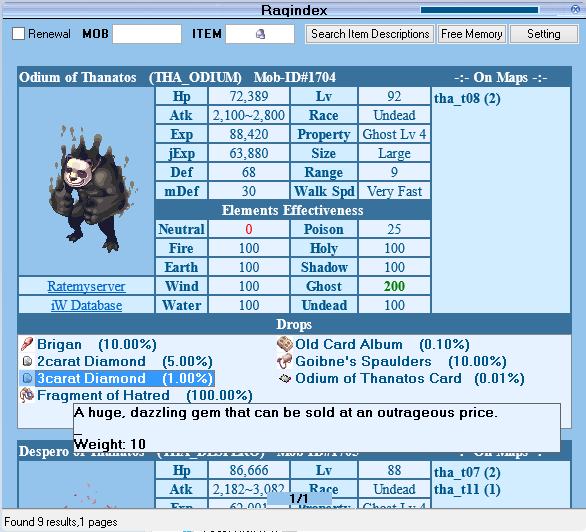 Ragindex
Renewal MOB ITEM Search Item Descriptions Free Memory Setting
Odium of Thanatos (THA_ODIUM) Mob-ID#1704 -:- On Maps -:-
Hp 72,389 Lv 92 tha_t08 (2)
Atk 2,100~2,800 Race Undead
Exp 88,420 Property Ghost Lv 4
jExp 63,880 Size Large
Def 68 Range 9
mDef 30 Walk Spd Very Fast
Elements Effectiveness
Neutral 0 Poison 25
Fire 100 Holy 100
Earth 100 Shadow 100
Ratemyserver Wind 100 Ghost 200
iW Database Water 100 Undead 100
Drops
Brigan (10.00%) Old Card Album (0.10%)
2carat Diamond (5.00%) Goibne's Spaulders (10.00%)
3carat Diamond (1.00%) Odium of Thanatos Card (0.01%)
Fragment of Hatred (100.00%)
A huge, dazzling gem that can be sold at an outrageous price.
_
Weight: 10
Despero of Thanatos (THA_DESPERO) Mob-ID#1705 -:- On Maps -:-
Hp 86,666 Lv 88 tha_t07 (2)
Atk 2,182~3,082 Race Undead tha_t11 (1)
1/1
Property Ghost Lv 4
Found 9 results,1 pages